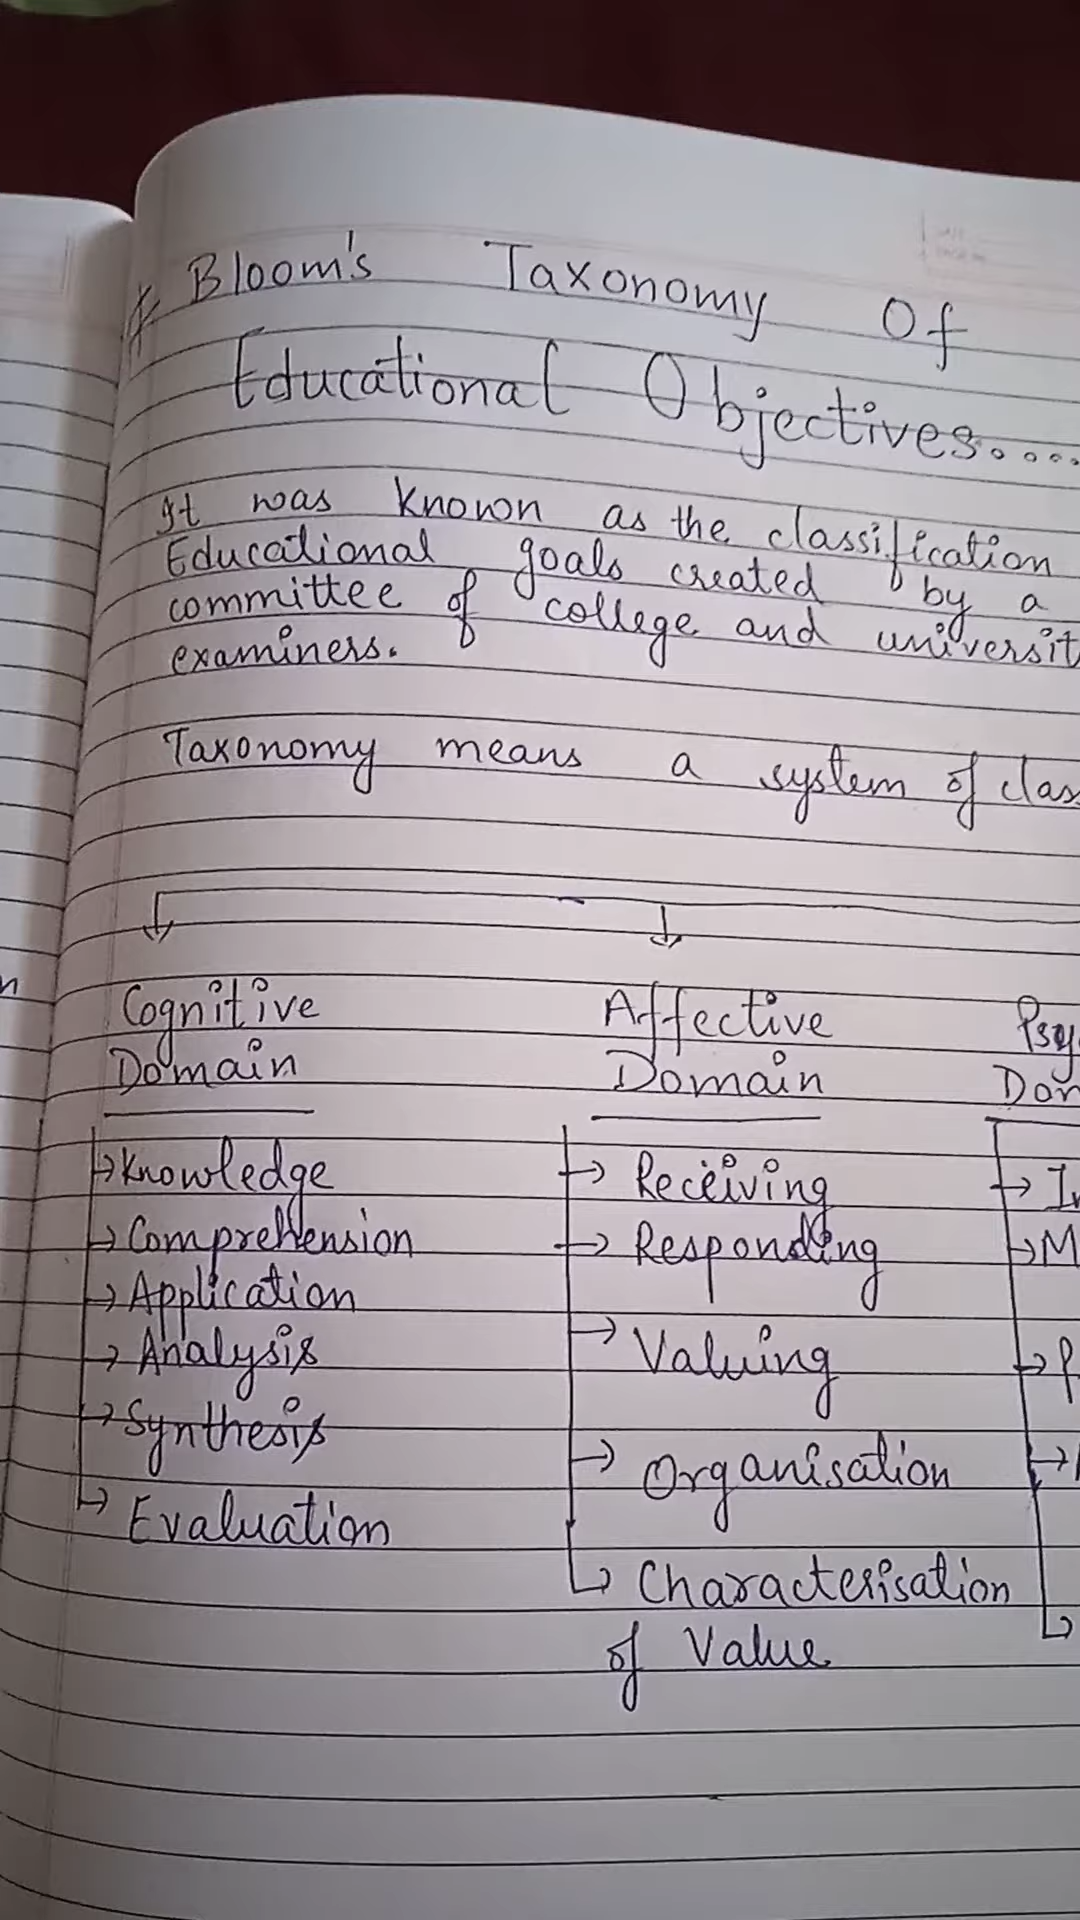 Bloom's Taxonomy Of
Educational Objectives....
It was known as the classification
Educational goals created by a
committee of college and universit
examiners.
Taxonomy means a system of clas
Cognitive Domain
→ Knowledge
→ Comprehension
→ Application
→ Analysis
→ Synthesis
→ Evaluation
Affective Domain
→ Receiving
→ Responding
→ Valuing
→ Organisation
→ Characterisation
of Value
Psy
Dom
→ M